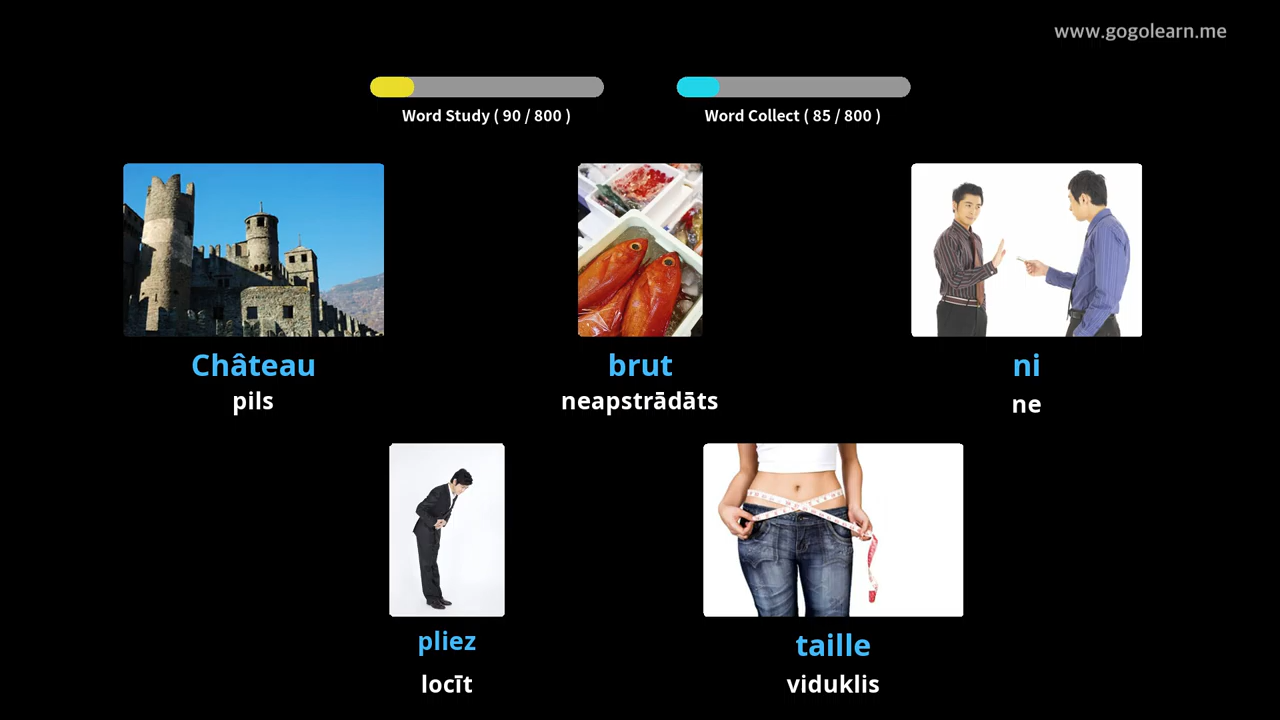 www.gogolearn.me
Word Study ( 90 / 800 )
Word Collect ( 85 / 800 )
Château
pils
brut
neapstrādāts
ni
ne
pliez
locīt
taille
viduklis